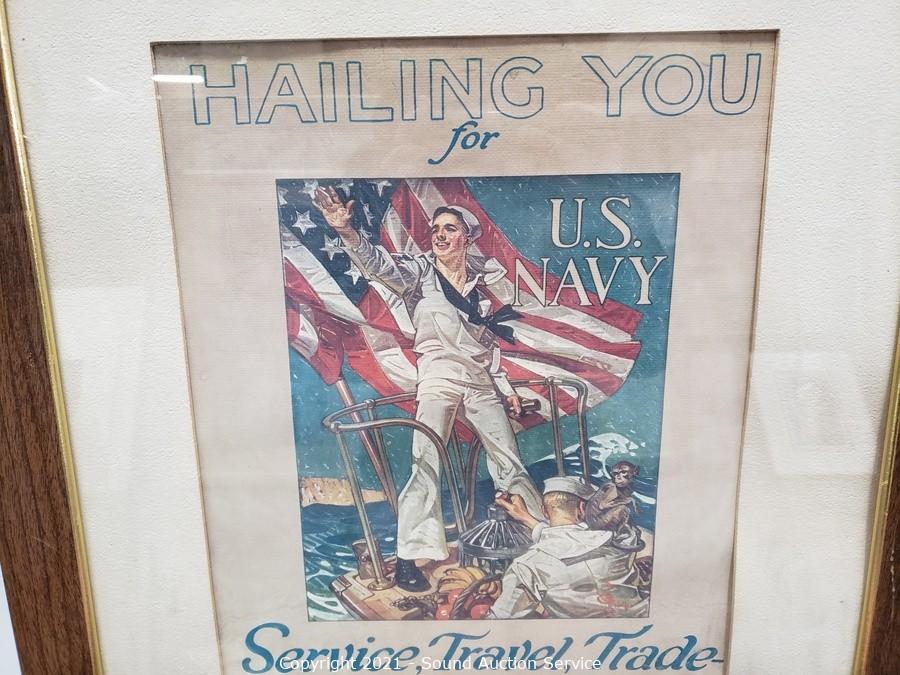 HAILING YOU
for
U.S.
NAVY
Service, Travel, Trade-
Copyright 2021 - Sound Auction Service